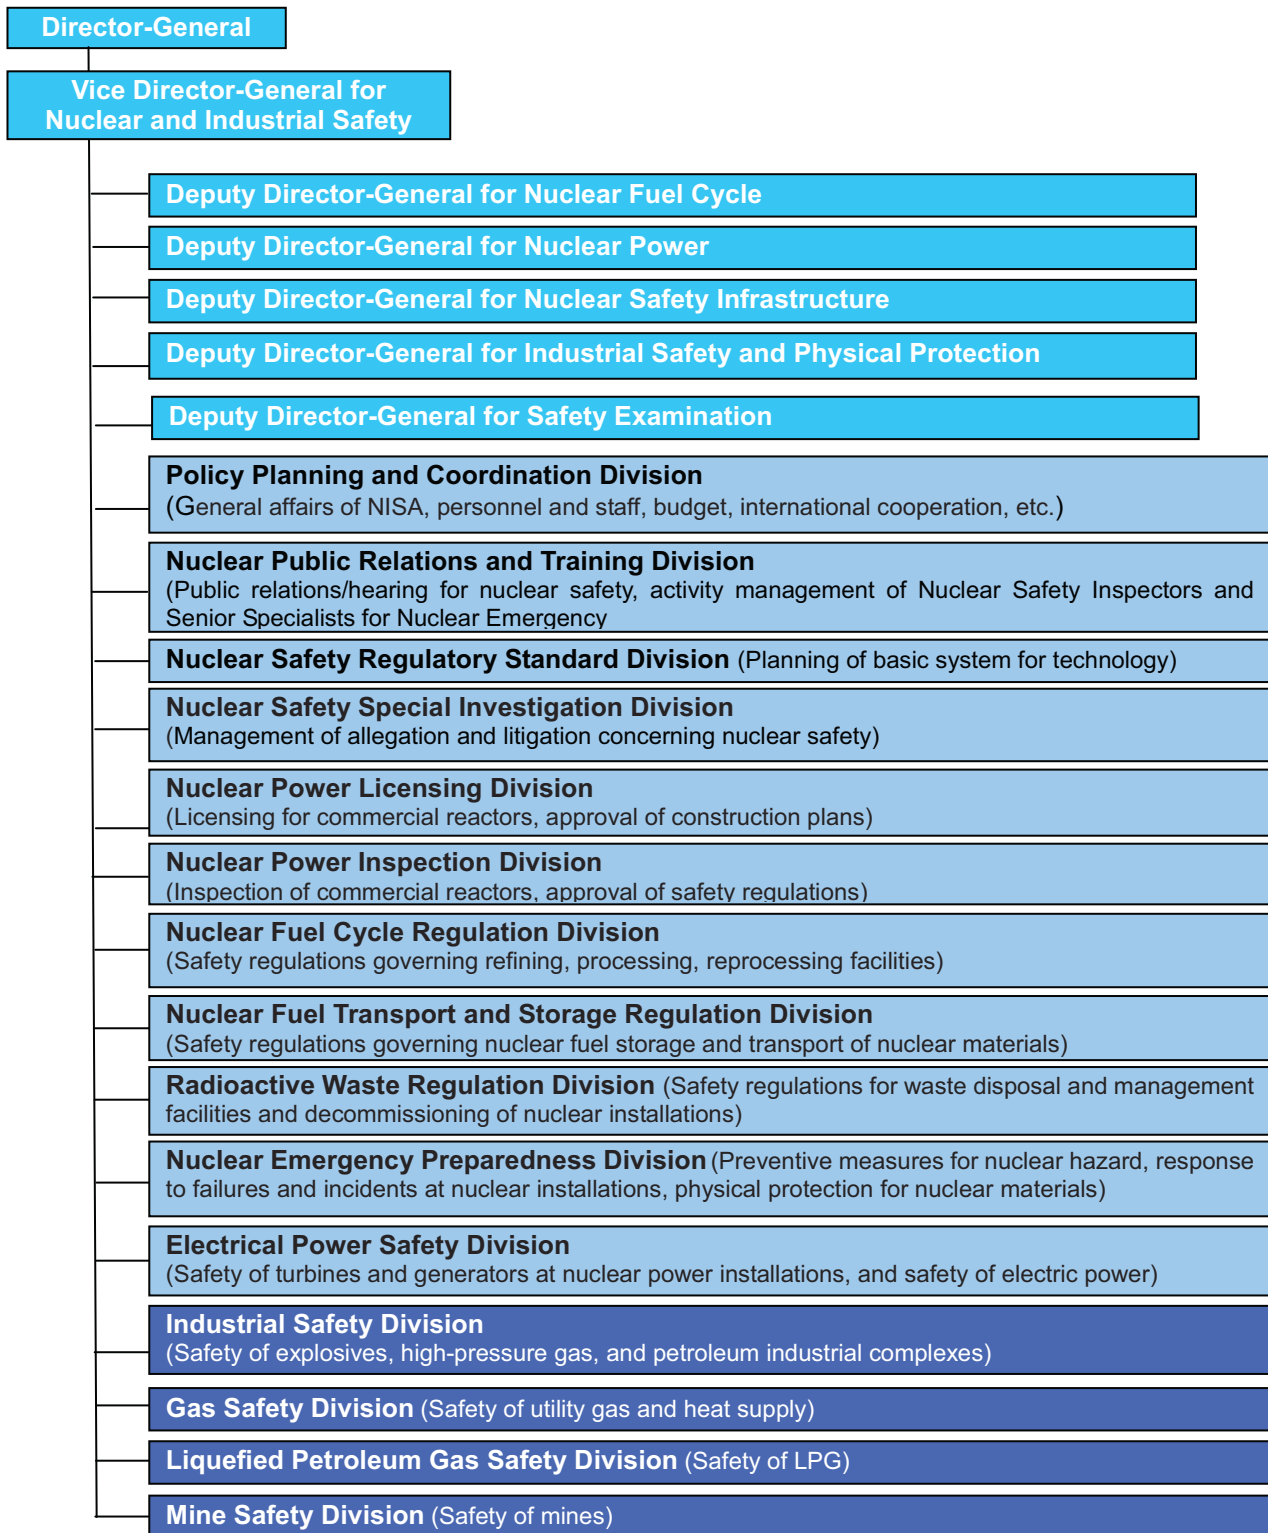 Director-General
Vice Director-General for
Nuclear and Industrial Safety
Deputy Director-General for Nuclear Fuel Cycle
Deputy Director-General for Nuclear Power
Deputy Director-General for Nuclear Safety Infrastructure
Deputy Director-General for Industrial Safety and Physical Protection
Deputy Director-General for Safety Examination
Policy Planning and Coordination Division
(General affairs of NISA, personnel and staff, budget, international cooperation, etc.)
Nuclear Public Relations and Training Division
(Public relations/hearing for nuclear safety, activity management of Nuclear Safety Inspectors and
Senior Specialists for Nuclear Emergency
Nuclear Safety Regulatory Standard Division (Planning of basic system for technology)
Nuclear Safety Special Investigation Division
(Management of allegation and litigation concerning nuclear safety)
Nuclear Power Licensing Division
(Licensing for commercial reactors, approval of construction plans)
Nuclear Power Inspection Division
(Inspection of commercial reactors, approval of safety regulations)
Nuclear Fuel Cycle Regulation Division
(Safety regulations governing refining, processing, reprocessing facilities)
Nuclear Fuel Transport and Storage Regulation Division
(Safety regulations governing nuclear fuel storage and transport of nuclear materials)
Radioactive Waste Regulation Division (Safety regulations for waste disposal and management
facilities and decommissioning of nuclear installations)
Nuclear Emergency Preparedness Division (Preventive measures for nuclear hazard, response
to failures and incidents at nuclear installations, physical protection for nuclear materials)
Electrical Power Safety Division
(Safety of turbines and generators at nuclear power installations, and safety of electric power)
Industrial Safety Division
(Safety of explosives, high-pressure gas, and petroleum industrial complexes)
Gas Safety Division (Safety of utility gas and heat supply)
Liquefied Petroleum Gas Safety Division (Safety of LPG)
Mine Safety Division (Safety of mines)